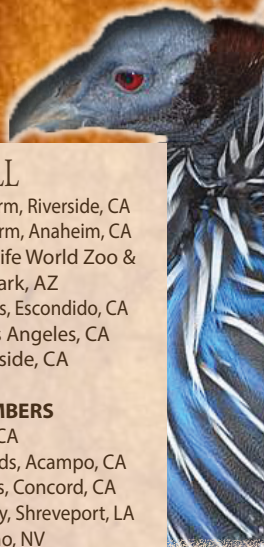 LL
rm, Riverside, CA
rm, Anaheim, CA
ife World Zoo &
ark, AZ
s, Escondido, CA
s Angeles, CA
side, CA
MBERS
CA
ds, Acampo, CA
s, Concord, CA
y, Shreveport, LA
no, NV